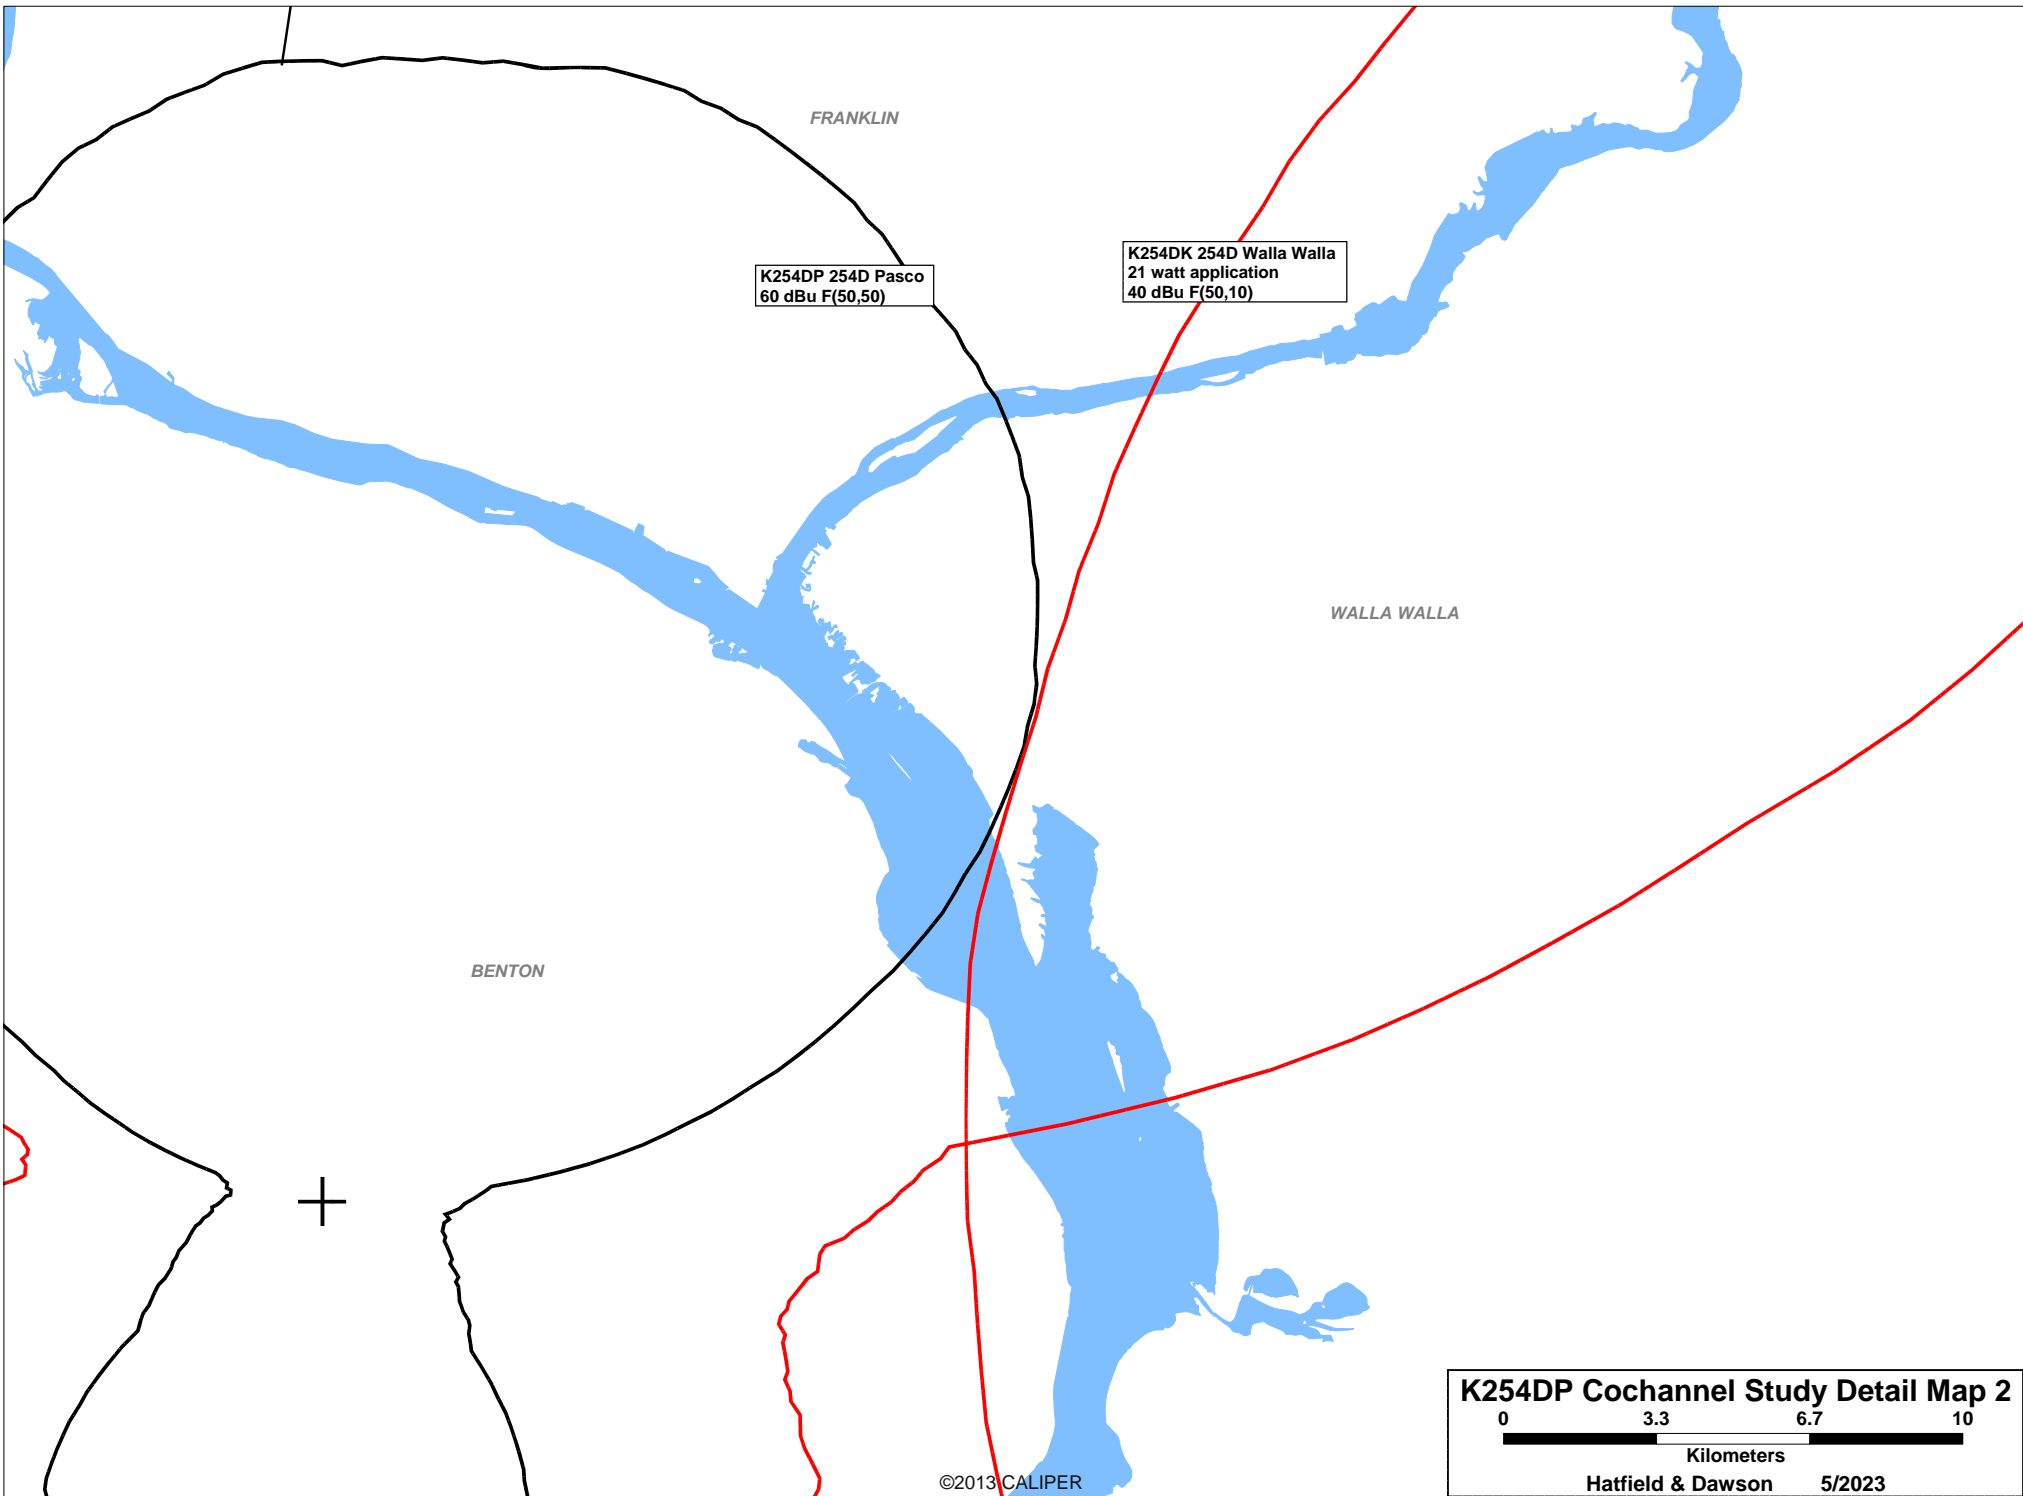 FRANKLIN
K254DP 254D Pasco
60 dBu F(50,50)
K254DK 254D Walla Walla
21 watt application
40 dBu F(50,10)
WALLA WALLA
BENTON
K254DP Cochannel Study Detail Map 2
0 3.3 6.7 10
Kilometers
Hatfield & Dawson 5/2023
©2013 CALIPER